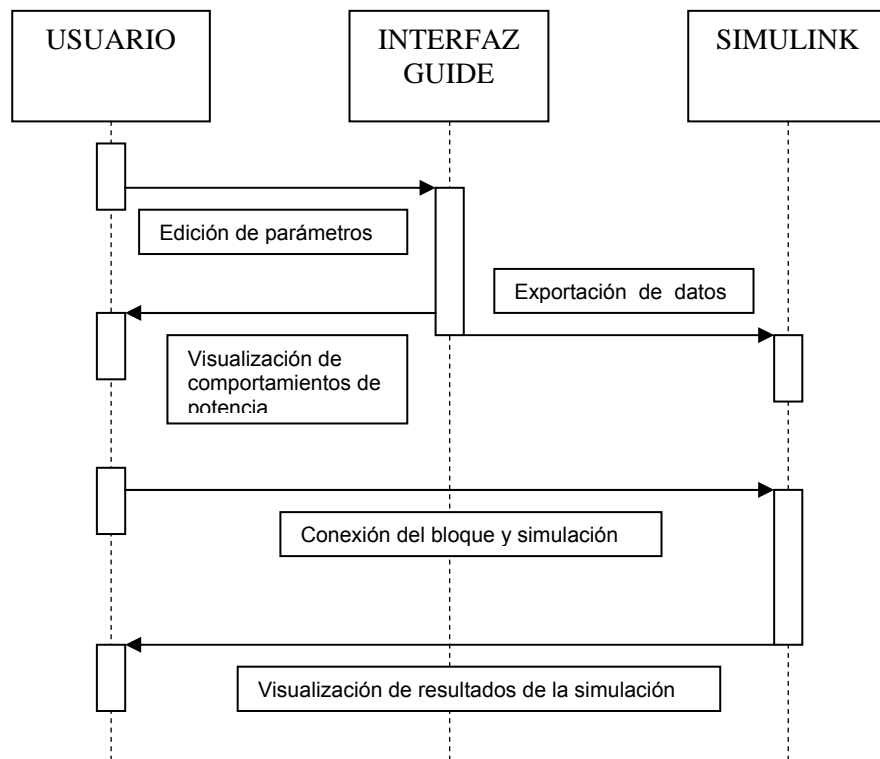 USUARIO
INTERFAZ
GUIDE
SIMULINK
Edición de parámetros
Exportación de datos
Visualización de
comportamientos de
potencia
Conexión del bloque y simulación
Visualización de resultados de la simulación